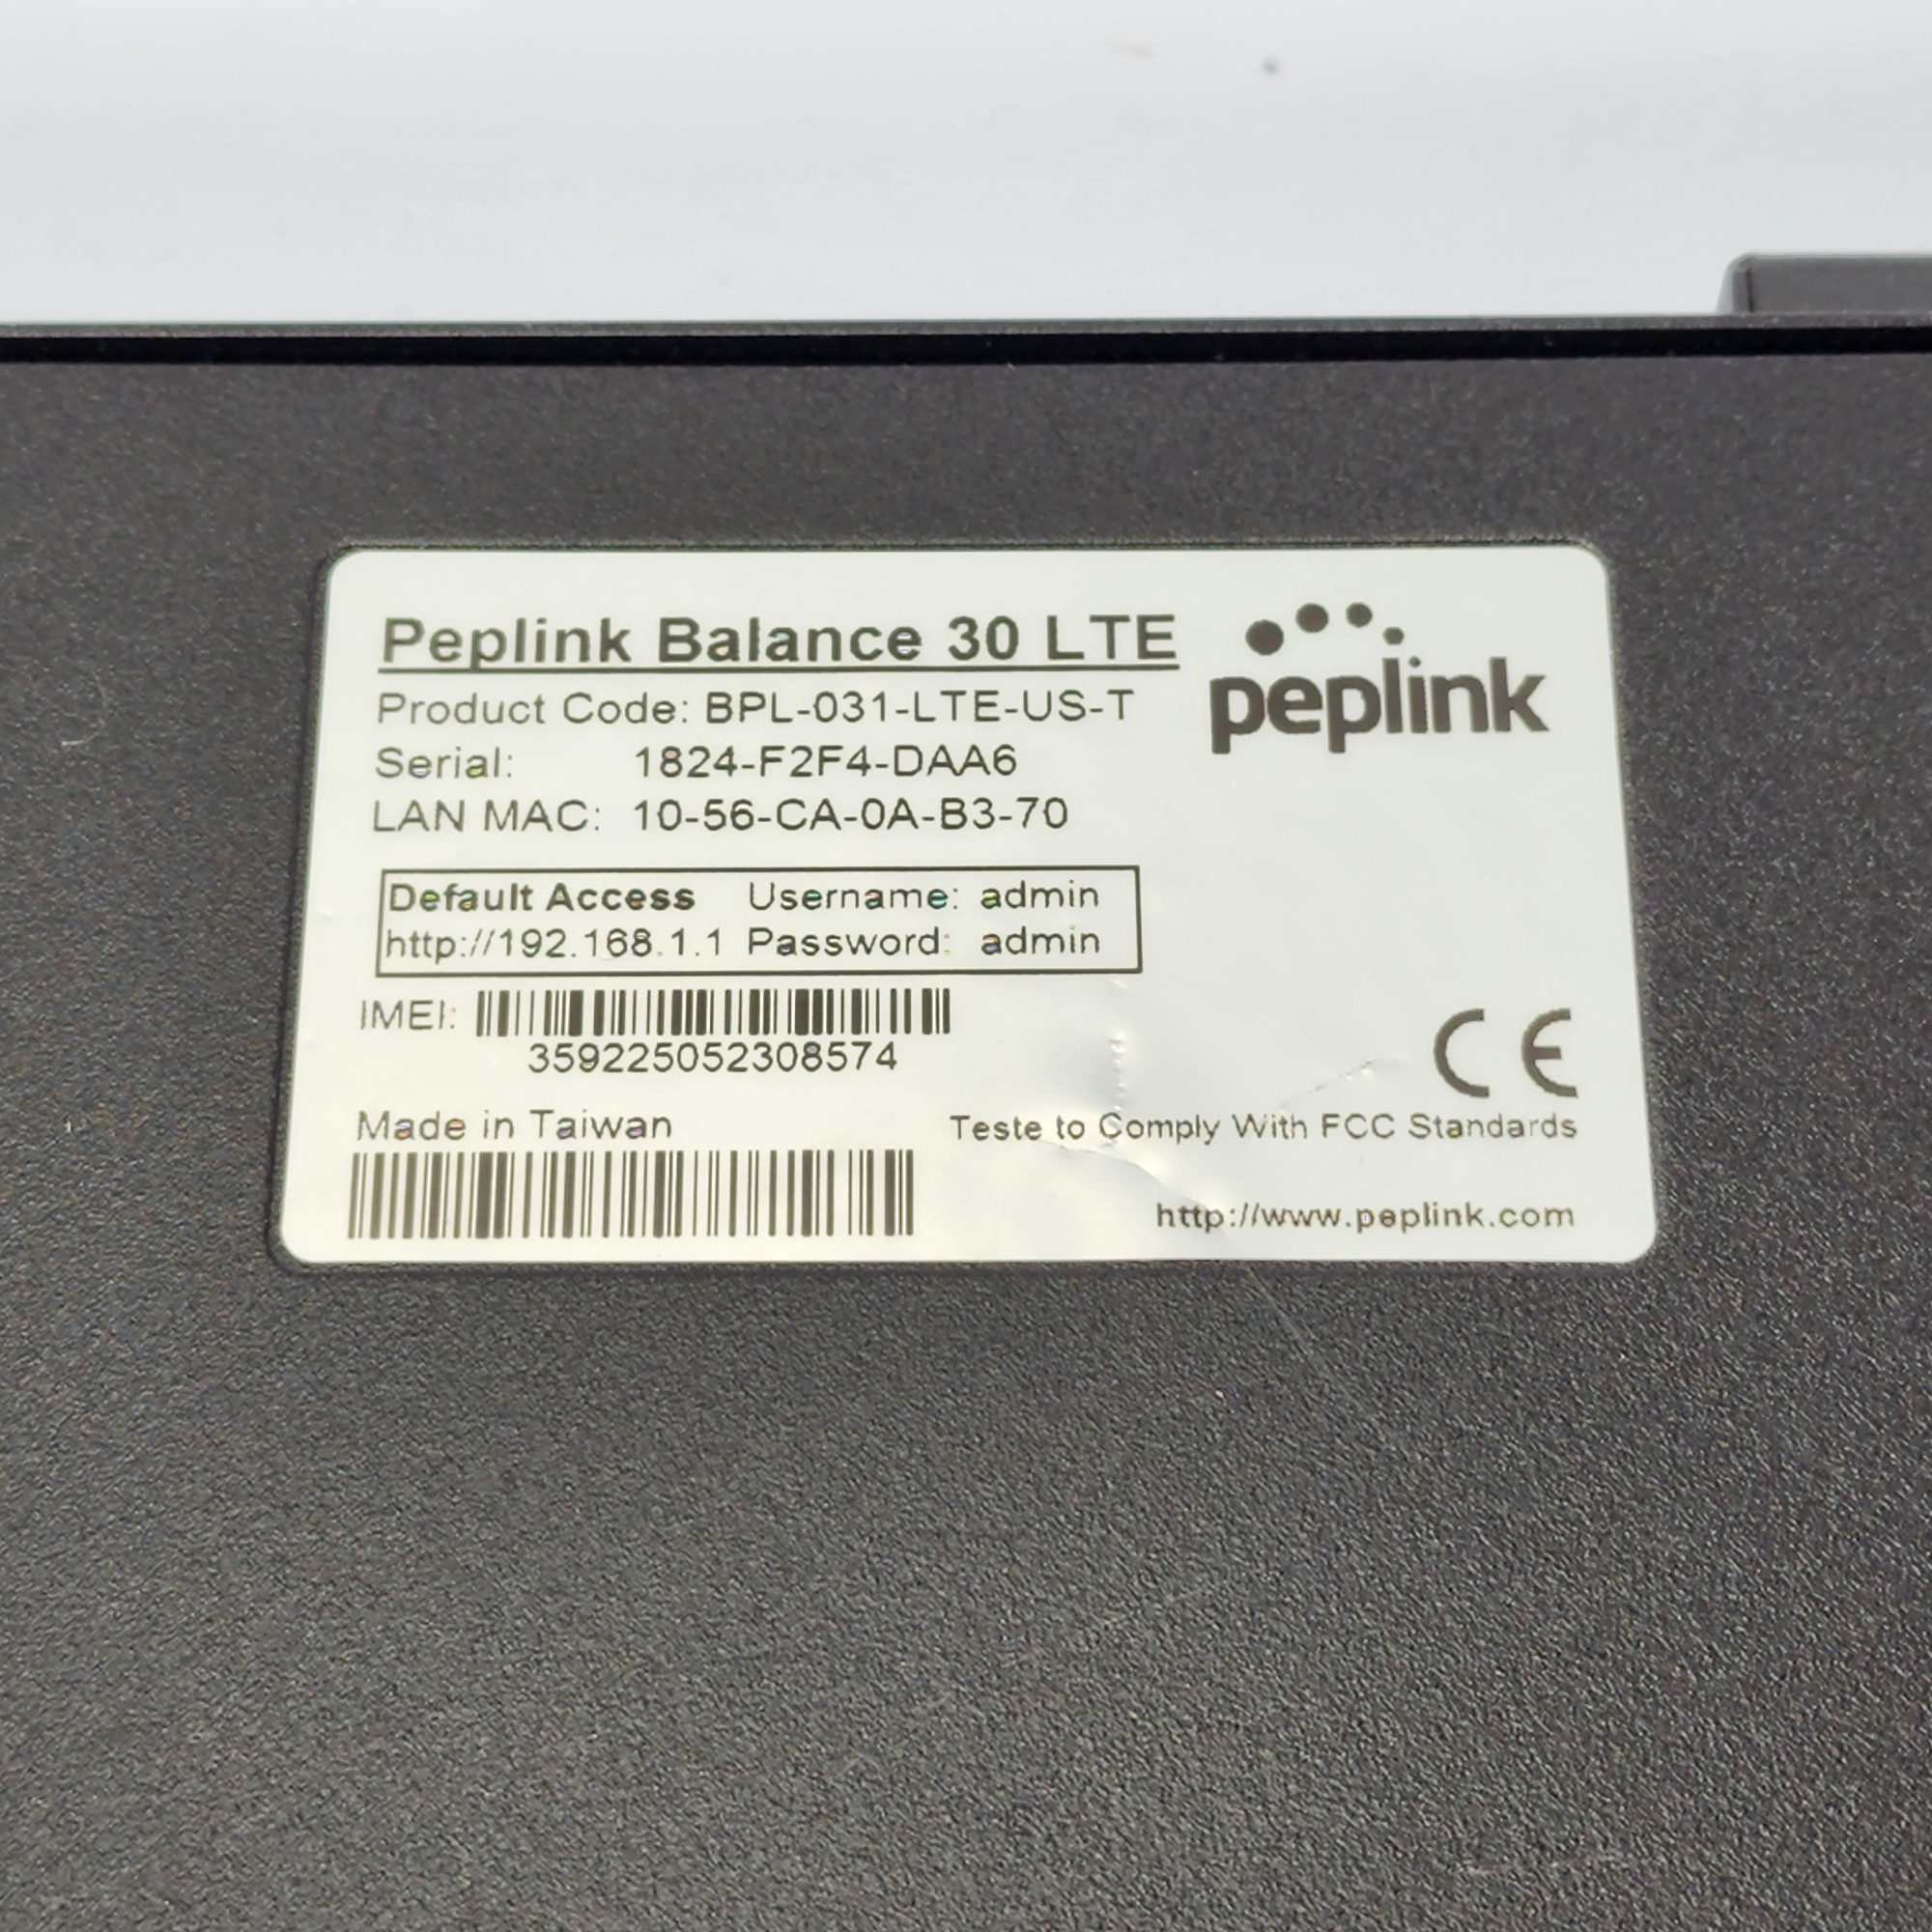 Peplink Balance 30 LTE
peplink
Product Code: BPL-031-LTE-US-T
Serial: 1824-F2F4-DAA6
LAN MAC: 10-56-CA-0A-B3-70
Default Access Username: admin
http://192.168.1.1 Password: admin
IMEI:
359225052308574
CE
Made in Taiwan
Teste to Comply With FCC Standards
http://www.peplink.com